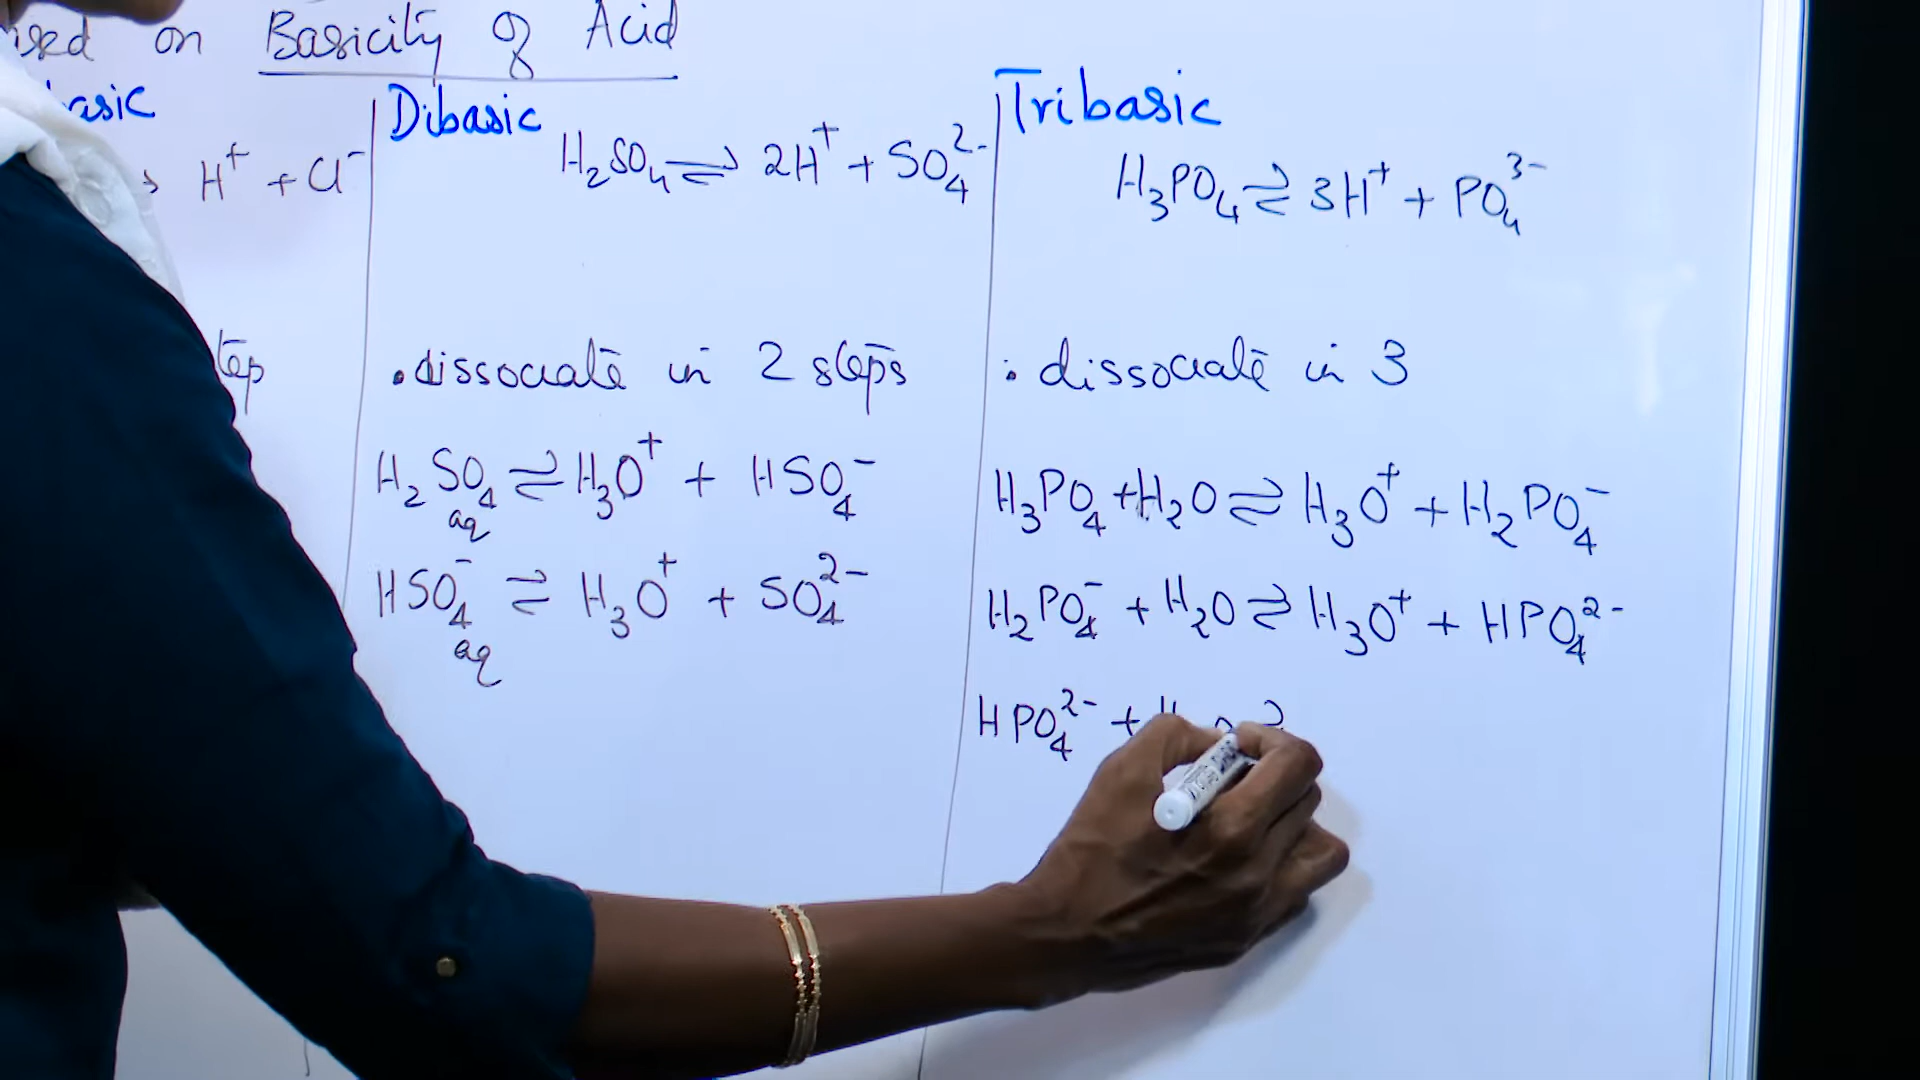 on Basicity of Acid
Dibasic
H₂SO₄ ⇌ 2H⁺ + SO₄²⁻
Tribasic
H₃PO₄ ⇌ 3H⁺ + PO₄³⁻
H⁺ + Cl⁻
. dissociate in 2 steps
: dissociate in 3
H₂SO₄ ⇌ H₃O⁺ + HSO₄⁻
aq
HSO₄⁻ ⇌ H₃O⁺ + SO₄²⁻
aq
H₃PO₄ + H₂O ⇌ H₃O⁺ + H₂PO₄⁻
H₂PO₄⁻ + H₂O ⇌ H₃O⁺ + HPO₄²⁻
HPO₄²⁻ +